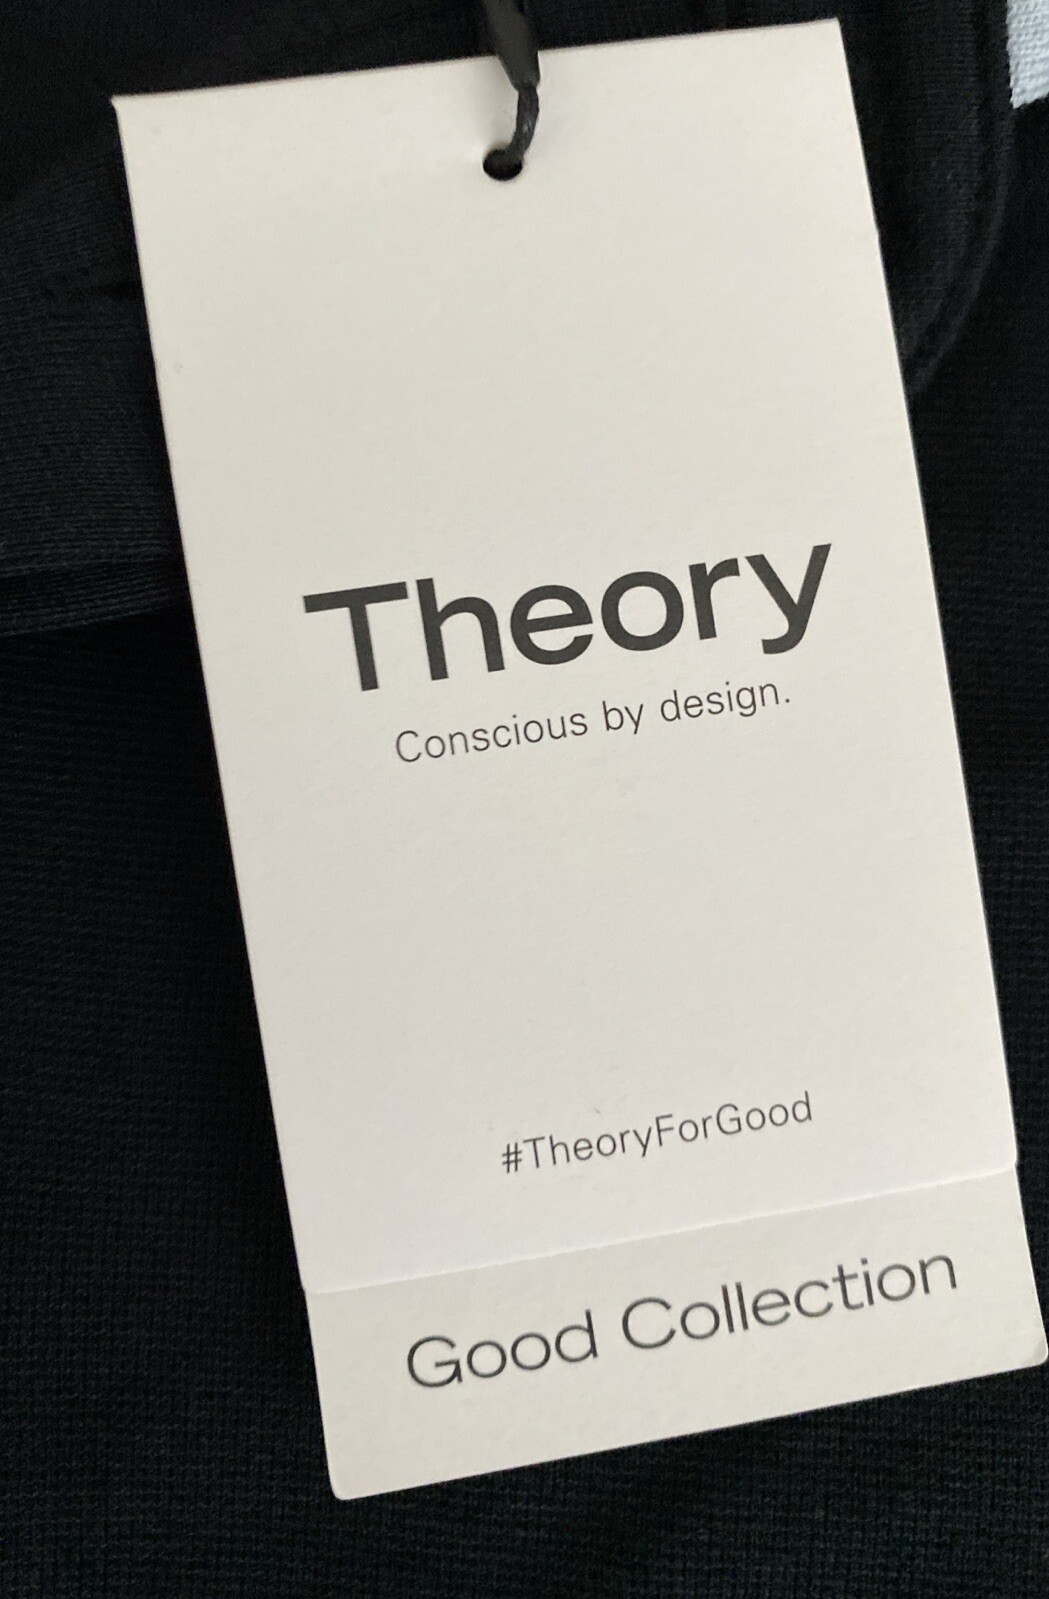 Theory
Conscious by design.
#TheoryForGood
Good Collection